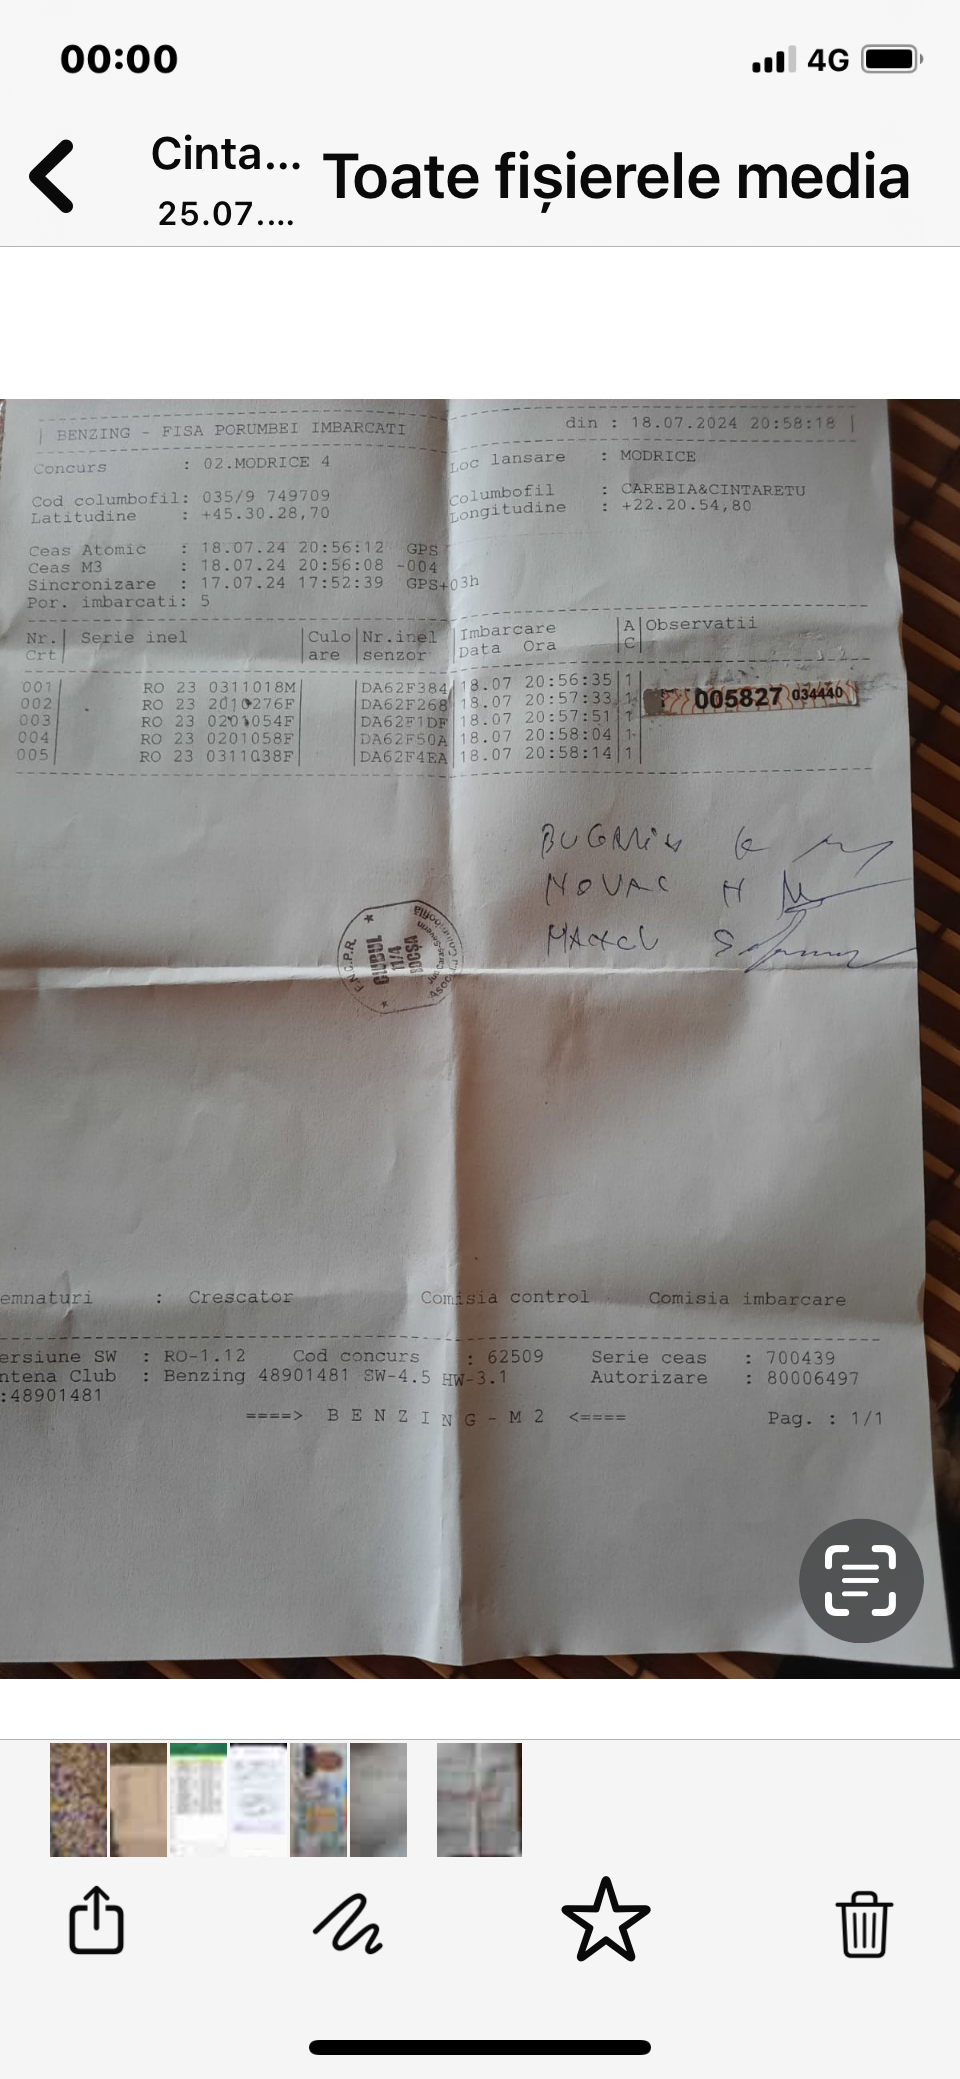 00:00
4G
Cinta...
25.07....
Toate fișierele media
| BENZING - FISA PORUMBEI IMBARCATI din : 18.07.2024 20:58:18 |
Concurs : 02.MODRICE 4 Loc lansare : MODRICE
Cod columbofil: 035/9 749709 Columbofil : CAREBIA&CINTARETU
Latitudine : +45.30.28,70 Longitudine : +22.20.54,80
Ceas Atomic : 18.07.24 20:56:12 GPS
Ceas M3 : 18.07.24 20:56:08 -004
Sincronizare : 17.07.24 17:52:39 GPS+03h
Por. imbarcati: 5
Nr.| Serie inel |Culo|Nr.inel |Imbarcare |A|Observatii
Crt| |are |senzor |Data Ora |C|
001| RO 23 0311018M| |DA62F384|18.07 20:56:35|1|
002| RO 23 2010276F| |DA62F268|18.07 20:57:33|1|
003| RO 23 0201054F| |DA62F1DF|18.07 20:57:51|1|
004| RO 23 0201058F| |DA62F50A|18.07 20:58:04|1|
005| RO 23 0311038F| |DA62F4EA|18.07 20:58:14|1|
005827 034440
NOVAC H
F.N.C.P.R.
CLUBUL
11/4
BOCSA
emnaturi : Crescator Comisia control Comisia imbarcare
ersiune SW : RO-1.12 Cod concurs : 62509 Serie ceas : 700439
ntena Club : Benzing 48901481 SW-4.5 HW-3.1 Autorizare : 80006497
:48901481
====> B E N Z I N G - M 2 <==== Pag. : 1/1